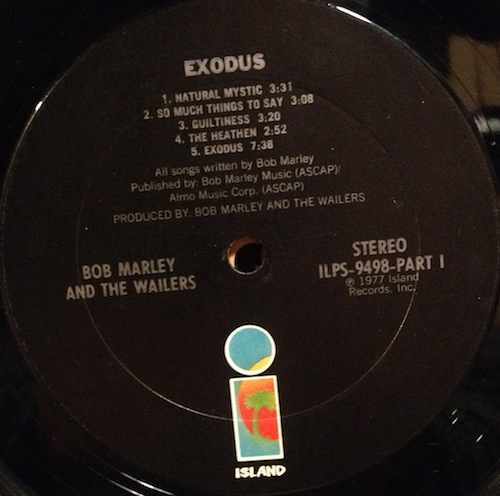 EXODUS
1. NATURAL MYSTIC 3:31
2. SO MUCH THINGS TO SAY 3:08
3. GUILTINESS 3:20
4. THE HEATHEN 2:52
5. EXODUS 7:38
All songs written by Bob Marley
Published by: Bob Marley Music (ASCAP)/
Almo Music Corp. (ASCAP)
PRODUCED BY: BOB MARLEY AND THE WAILERS
BOB MARLEY
AND THE WAILERS
STEREO
ILPS-9498-PART I
℗ 1977 Island
Records, Inc.
ISLAND